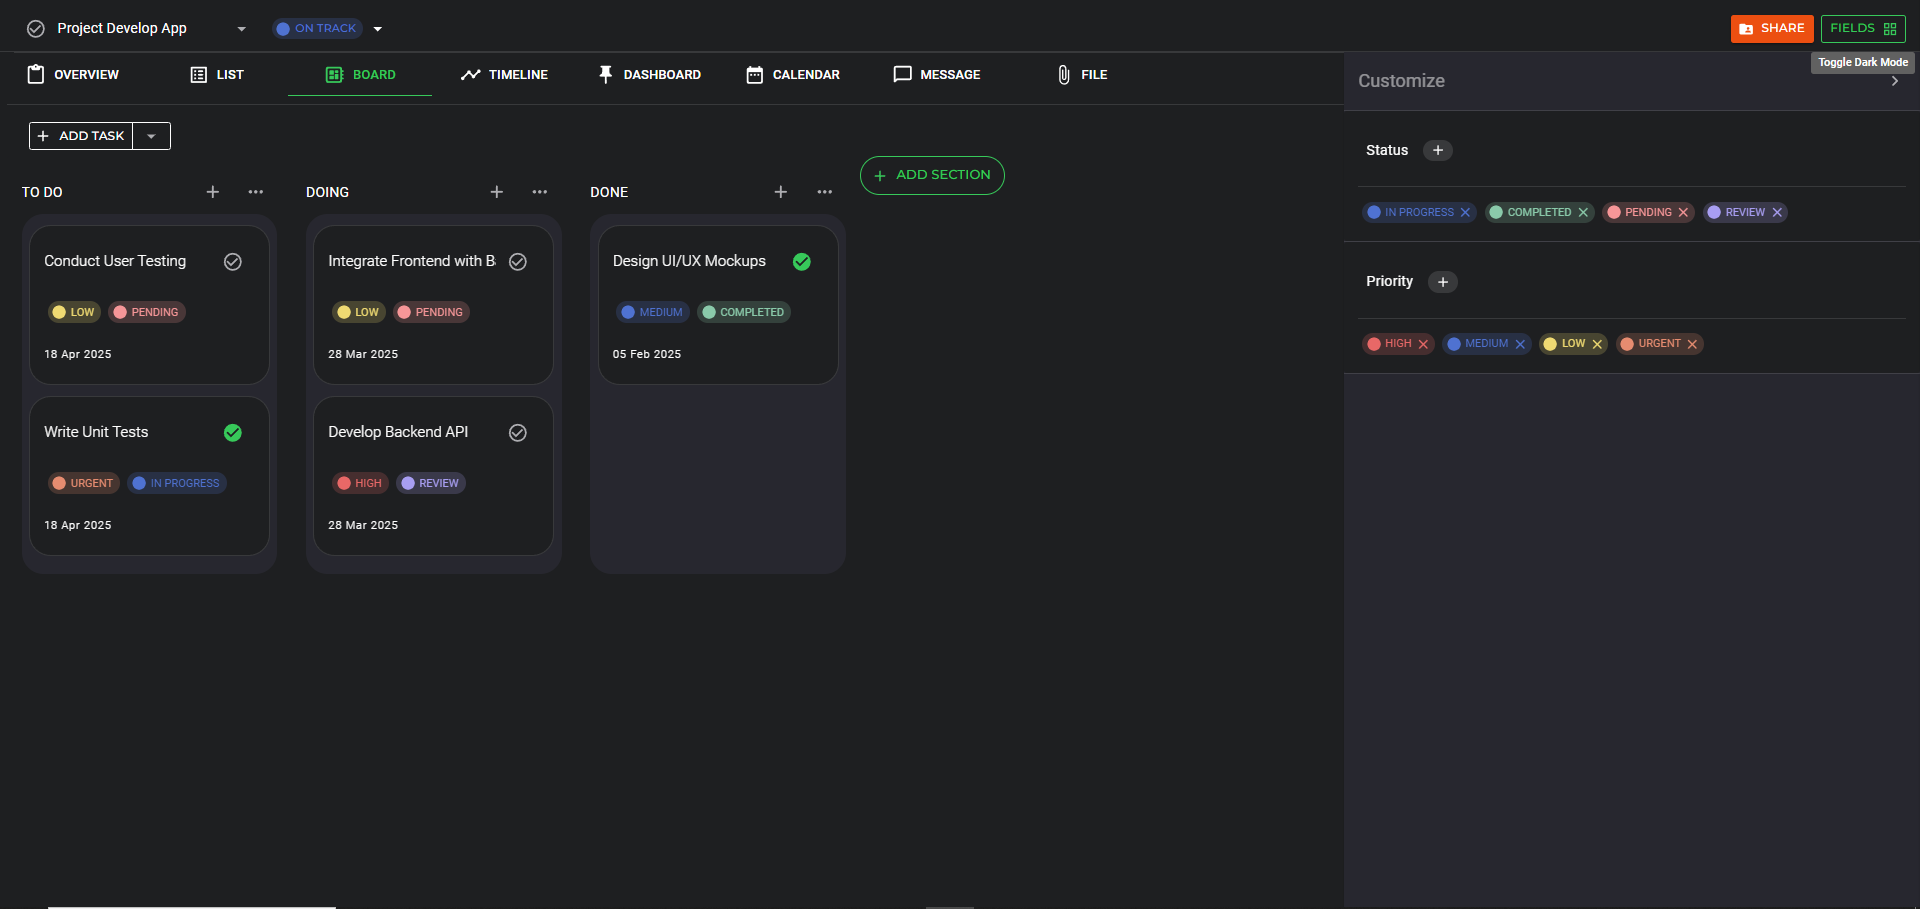 Project Develop App
ON TRACK
SHARE
FIELDS
Toggle Dark Mode
OVERVIEW
LIST
BOARD
TIMELINE
DASHBOARD
CALENDAR
MESSAGE
FILE
Customize
ADD TASK
ADD SECTION
TO DO
Conduct User Testing
LOW
PENDING
18 Apr 2025
Write Unit Tests
URGENT
IN PROGRESS
18 Apr 2025
DOING
Integrate Frontend with B
LOW
PENDING
28 Mar 2025
Develop Backend API
HIGH
REVIEW
28 Mar 2025
DONE
Design UI/UX Mockups
MEDIUM
COMPLETED
05 Feb 2025
Status
IN PROGRESS
COMPLETED
PENDING
REVIEW
Priority
HIGH
MEDIUM
LOW
URGENT